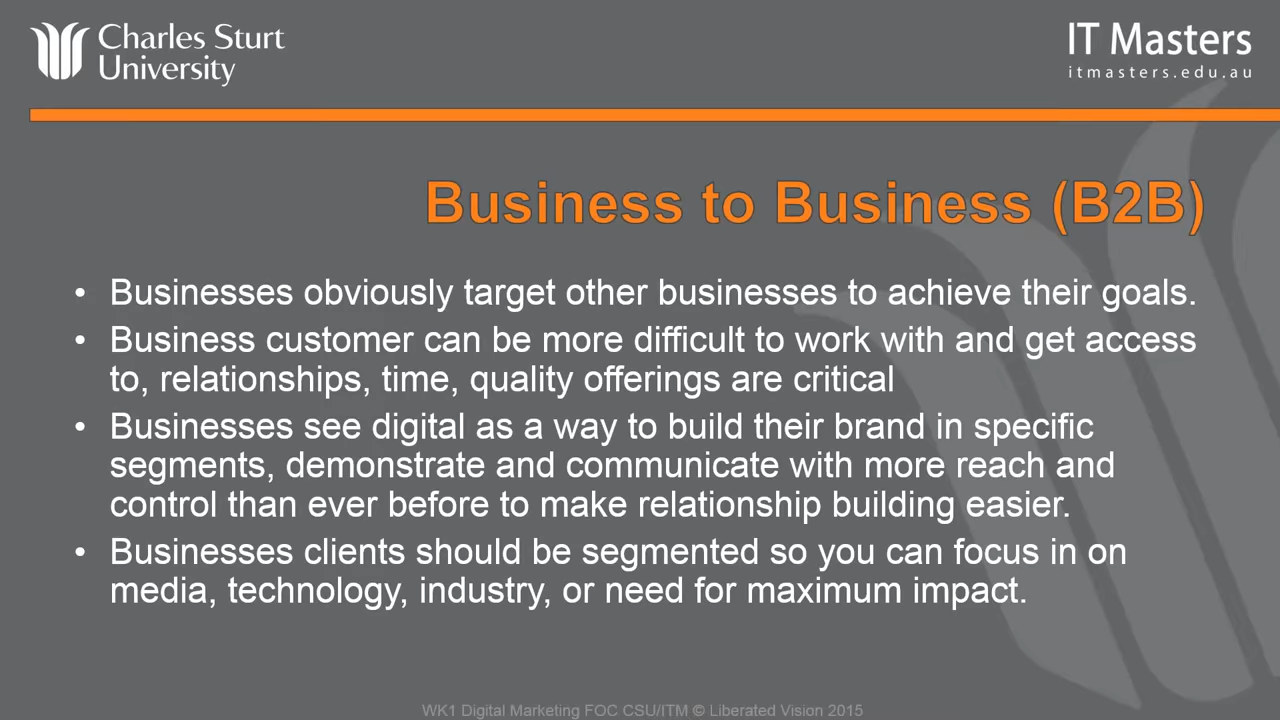 Charles Sturt
University
IT Masters
itmasters.edu.au
Business to Business (B2B)
• Businesses obviously target other businesses to achieve their goals.
• Business customer can be more difficult to work with and get access
to, relationships, time, quality offerings are critical
• Businesses see digital as a way to build their brand in specific
segments, demonstrate and communicate with more reach and
control than ever before to make relationship building easier.
• Businesses clients should be segmented so you can focus in on
media, technology, industry, or need for maximum impact.
WK1 Digital Marketing FOC CSU/ITM © Liberated Vision 2015